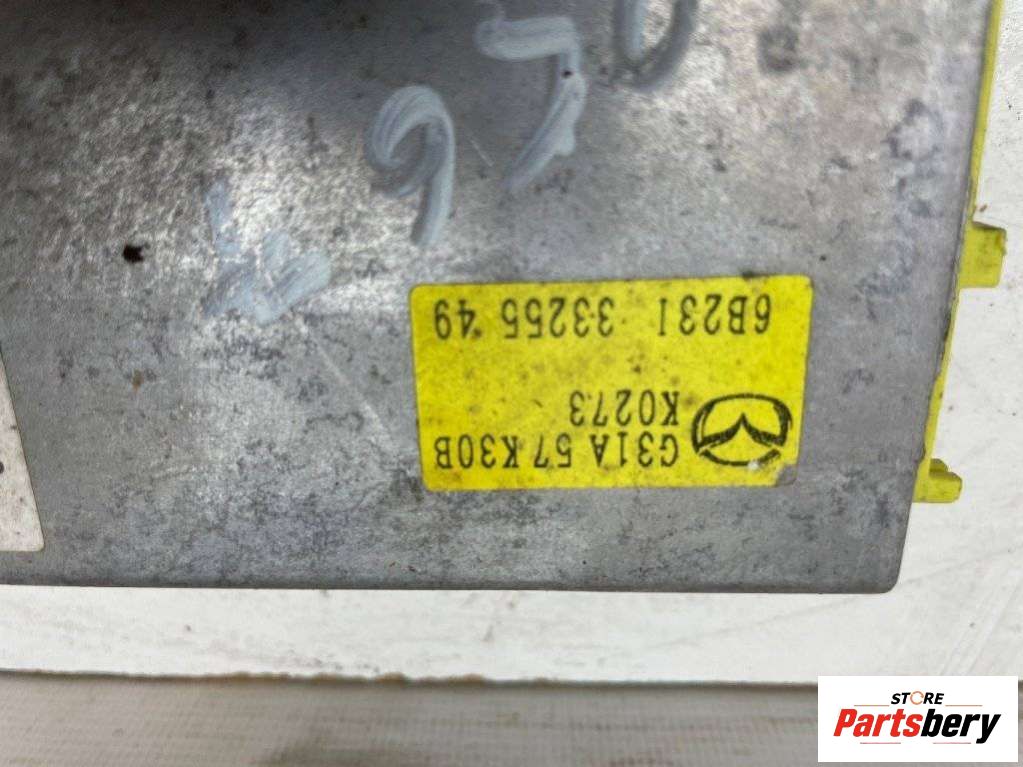 G31A 57 K30B
K0273
6B231 33255 49
STORE
Partsbery